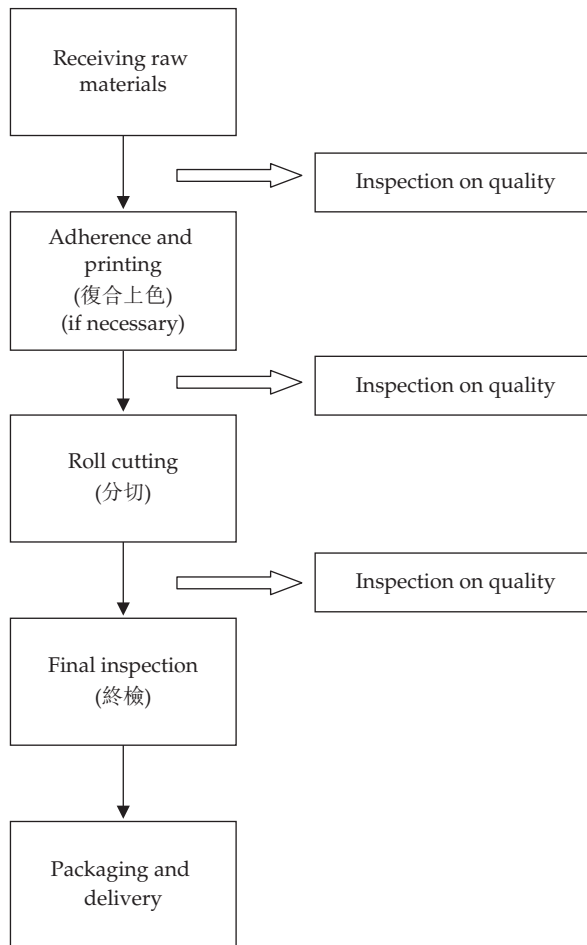 Receiving raw
materials
Inspection on quality
Adherence and
printing
(復合上色)
(if necessary)
Inspection on quality
Roll cutting
(分切)
Inspection on quality
Final inspection
(終檢)
Packaging and
delivery